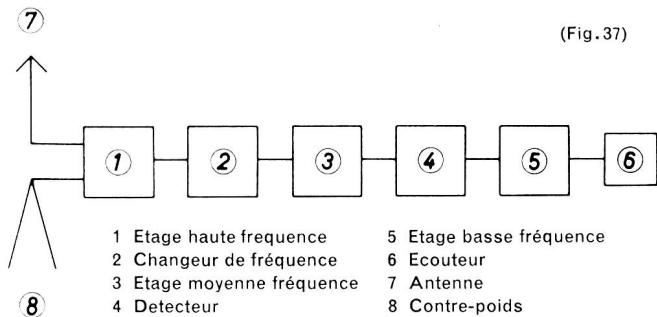 7
(Fig.37)
1 2 3 4 5 6
1 Etage haute frequence
2 Changeur de fréquence
3 Etage moyenne fréquence
4 Detecteur
5 Etage basse fréquence
6 Ecouteur
7 Antenne
8 Contre-poids
8